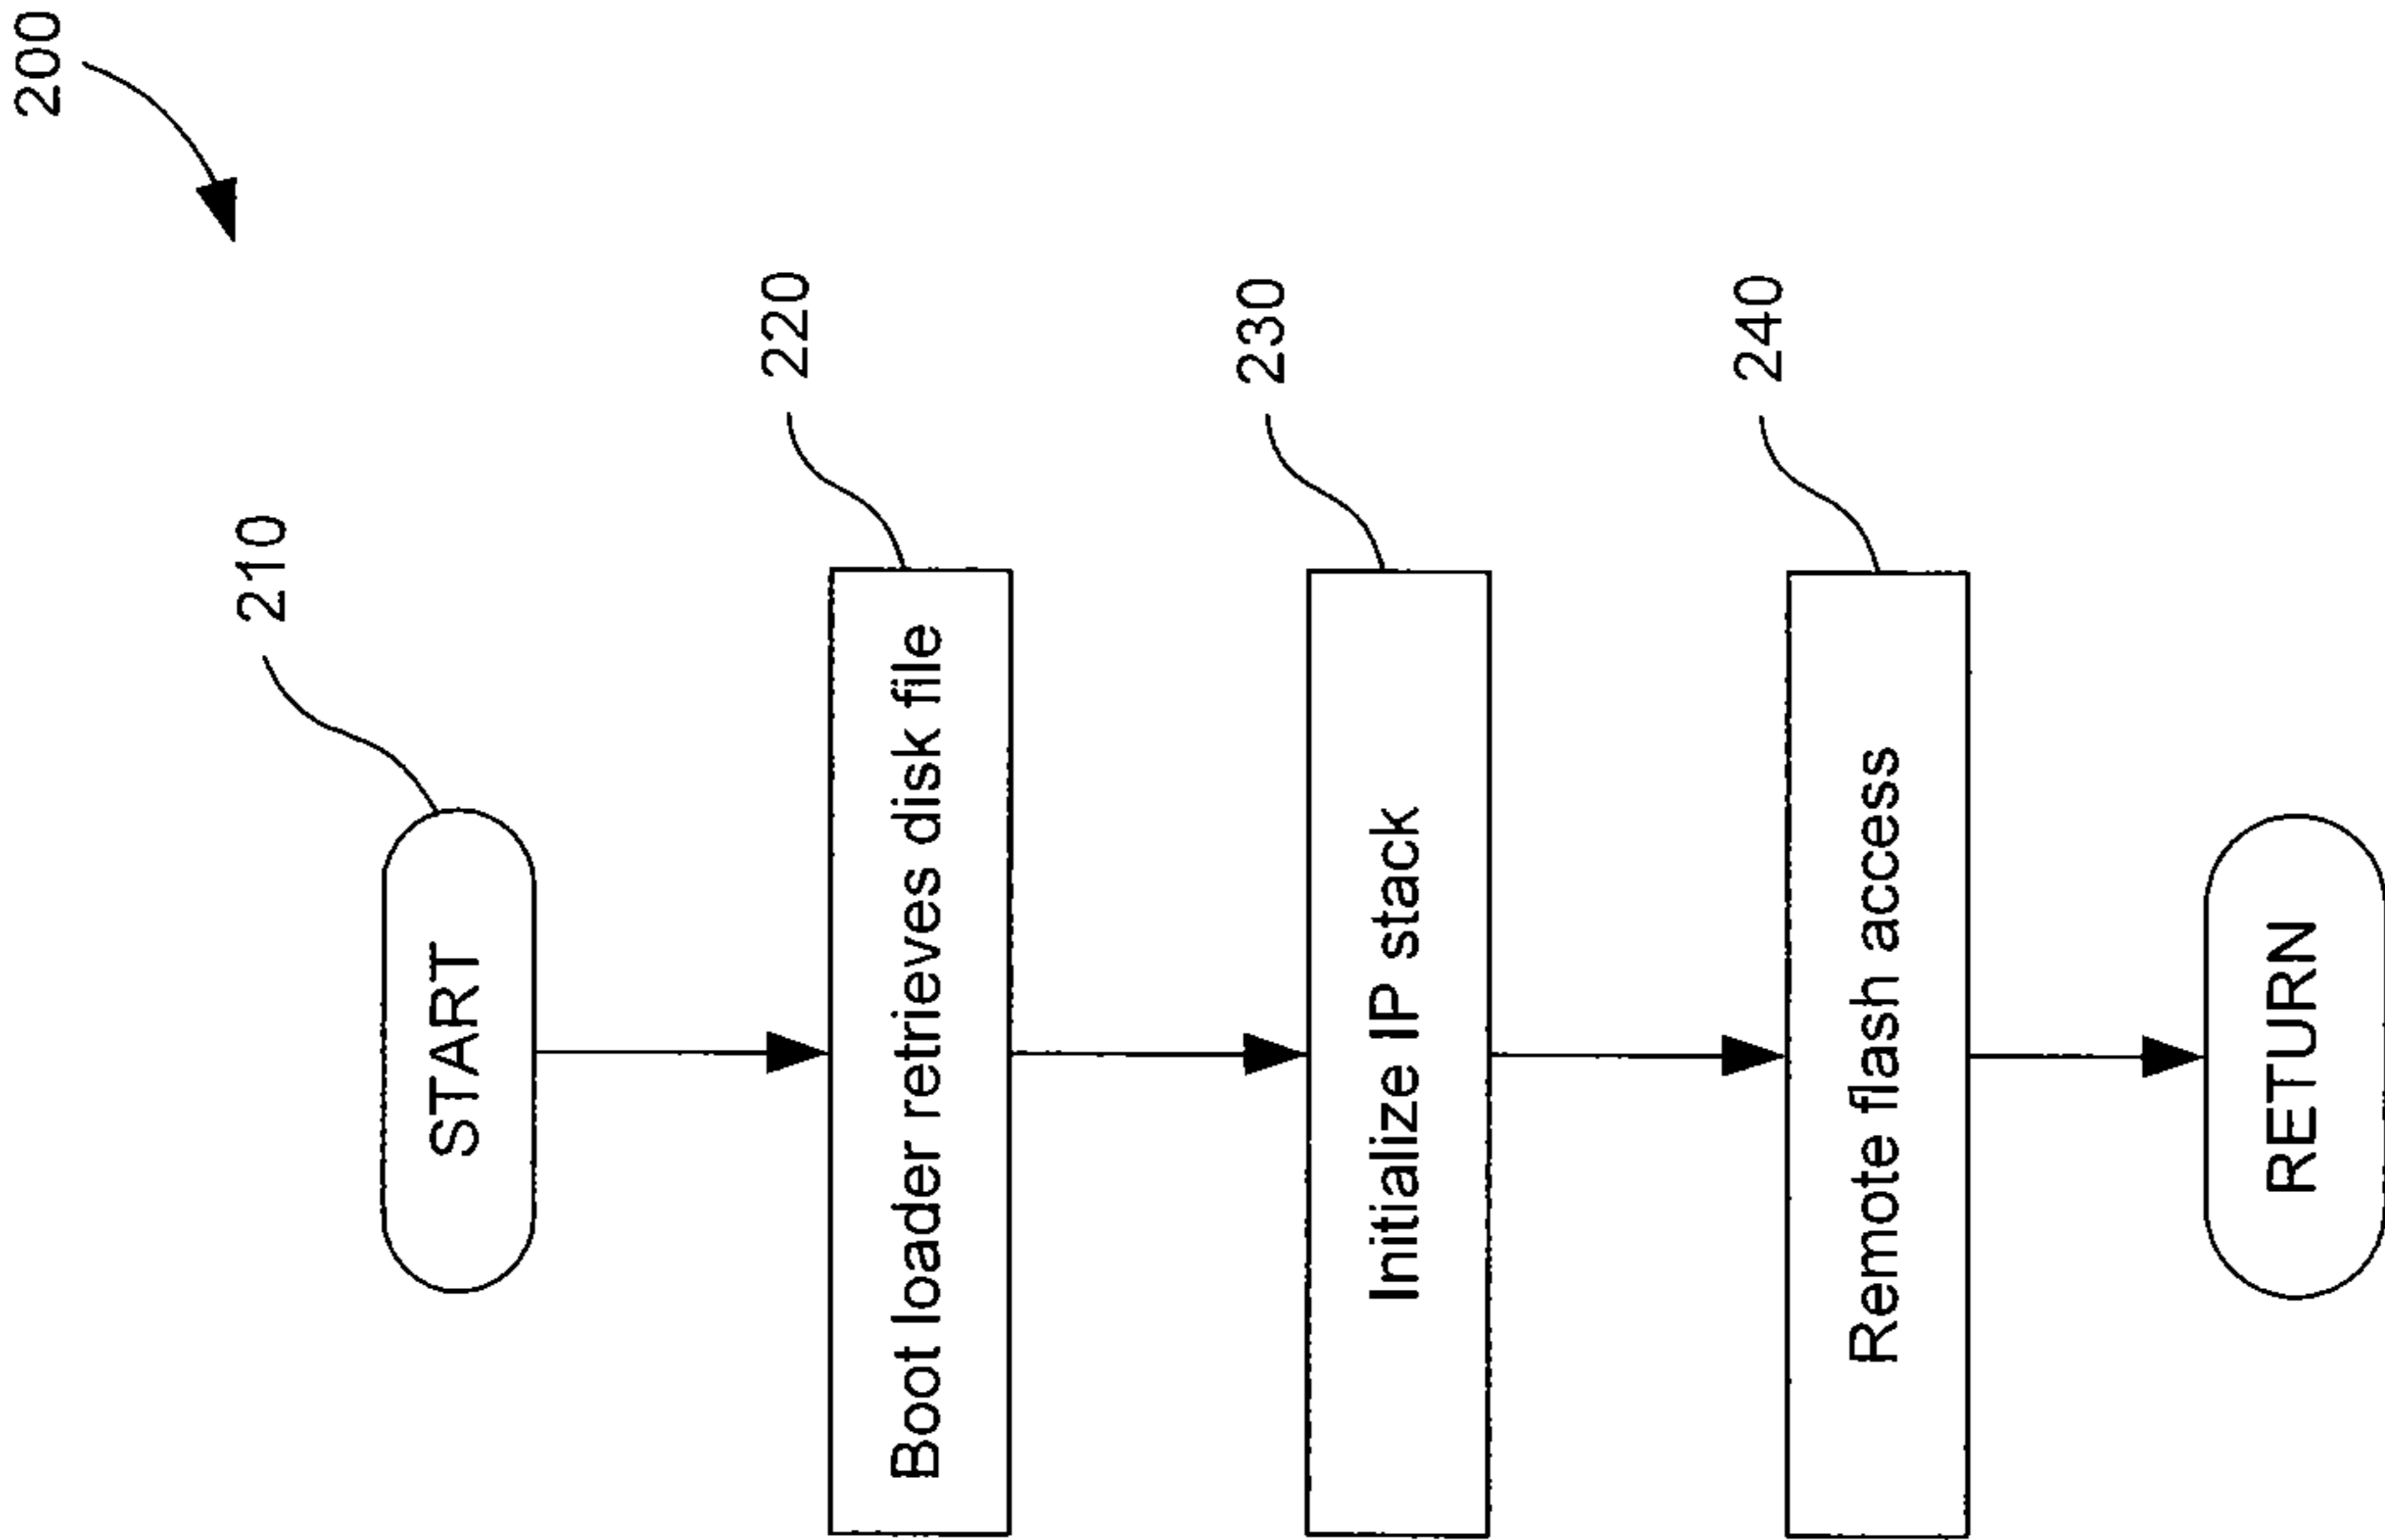 200
210
START
220
Boot loader retrieves disk file
230
Initialize IP stack
240
Remote flash access
RETURN